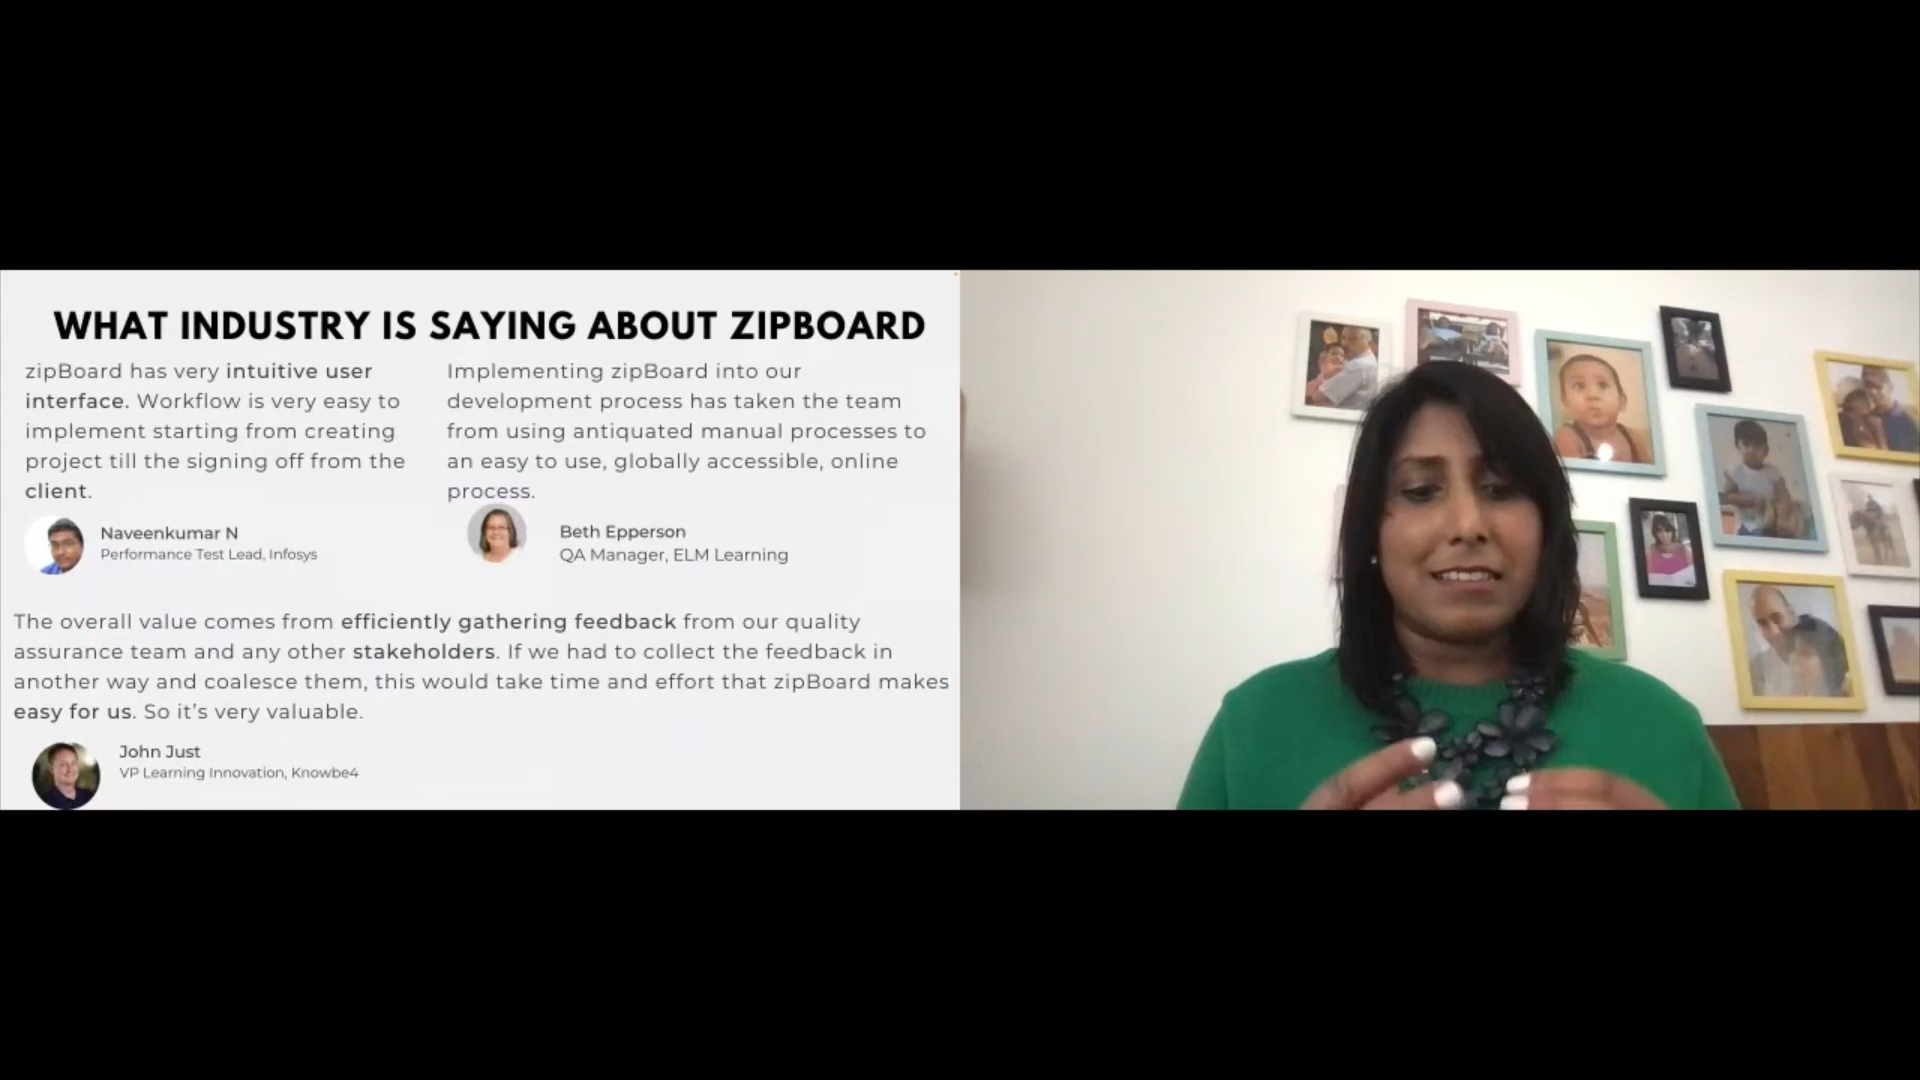 WHAT INDUSTRY IS SAYING ABOUT ZIPBOARD
zipBoard has very intuitive user
interface. Workflow is very easy to
implement starting from creating
project till the signing off from the
client.
Naveenkumar N
Performance Test Lead, Infosys
Implementing zipBoard into our
development process has taken the team
from using antiquated manual processes to
an easy to use, globally accessible, online
process.
Beth Epperson
QA Manager, ELM Learning
The overall value comes from efficiently gathering feedback from our quality
assurance team and any other stakeholders. If we had to collect the feedback in
another way and coalesce them, this would take time and effort that zipBoard makes
easy for us. So it’s very valuable.
John Just
VP Learning Innovation, Knowbe4